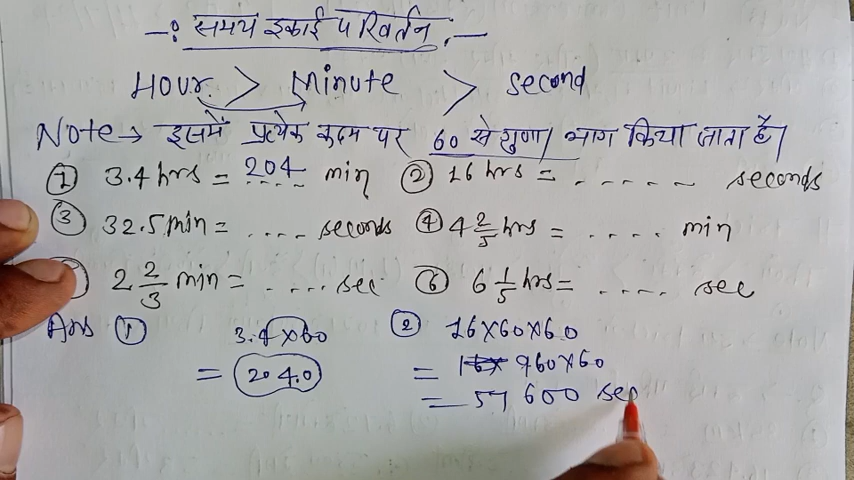 -: समय इकाई परिवर्तन :-
Hour > Minute > Second
Note → इसमें प्रत्येक कदम पर 60 से गुणा/भाग किया जाता है।
① 3.4 hrs = 204 min ② 16 hrs = ...... seconds
③ 32.5 min = .... seconds ④ 4 2/5 hrs = .... min
2 2/3 min = ..... sec ⑥ 6 1/5 hrs = ..... sec
Ans ① 3.4×60 ② 16×60×60
= 204.0 = 960×60
= 57600 sec